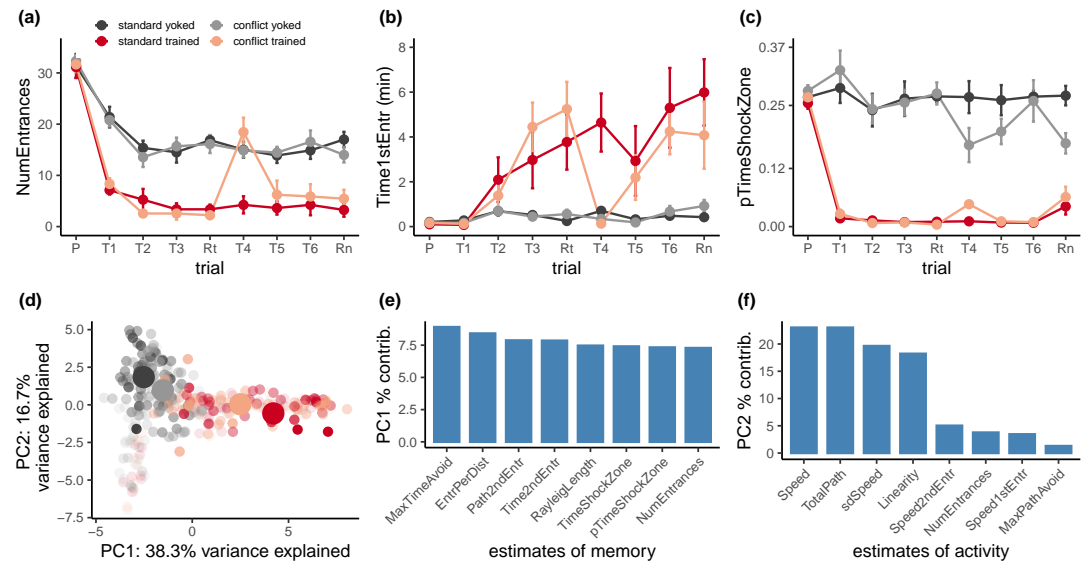 (a)
standard yoked
conflict yoked
standard trained
conflict trained
NumEntrances
30
20
10
0
P T1 T2 T3 Rt T4 T5 T6 Rn
trial
(b)
Time1stEntr (min)
8
6
4
2
0
P T1 T2 T3 Rt T4 T5 T6 Rn
trial
(c)
pTimeShockZone
0.37
0.25
0.12
0.00
P T1 T2 T3 Rt T4 T5 T6 Rn
trial
(d)
PC2: 16.7%
variance explained
5.0
2.5
0.0
−2.5
−5.0
−7.5
−5 0 5
PC1: 38.3% variance explained
(e)
PC1 % contrib.
7.5
5.0
2.5
0.0
MaxTimeAvoid
EntrPerDist
Path2ndEntr
Time2ndEntr
RayleigLength
TimeShockZone
pTimeShockZone
NumEntrances
estimates of memory
(f)
PC2 % contrib.
20
15
10
5
0
Speed
TotalPath
sdSpeed
Linearity
Speed2ndEntr
NumEntrances
Speed1stEntr
MaxPathAvoid
estimates of activity